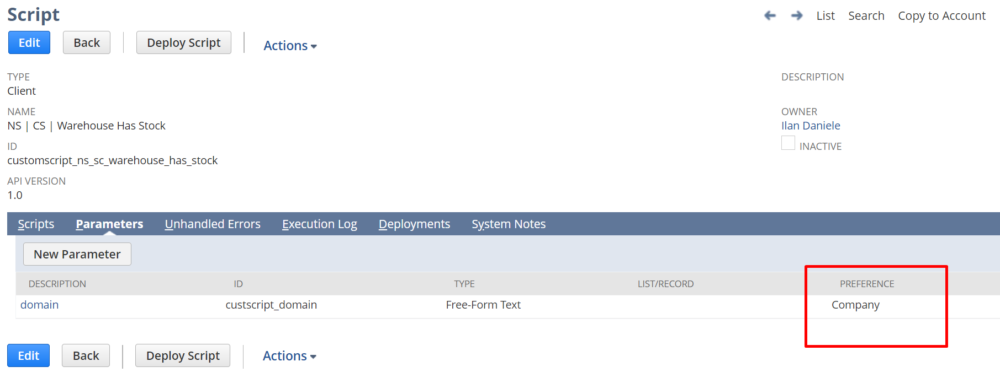 Script
List Search Copy to Account
Edit Back Deploy Script Actions
TYPE
Client
DESCRIPTION
NAME
NS | CS | Warehouse Has Stock
OWNER
Ilan Daniele
ID
customscript_ns_sc_warehouse_has_stock
INACTIVE
API VERSION
1.0
Scripts Parameters Unhandled Errors Execution Log Deployments System Notes
New Parameter
DESCRIPTION ID TYPE LIST/RECORD PREFERENCE
domain custscript_domain Free-Form Text Company
Edit Back Deploy Script Actions